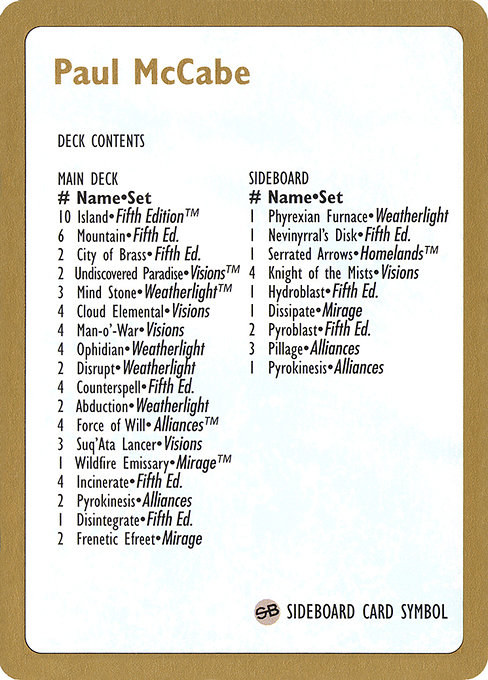 Paul McCabe
DECK CONTENTS
MAIN DECK
# Name•Set
10 Island•Fifth Edition™
6 Mountain•Fifth Ed.
2 City of Brass•Fifth Ed.
2 Undiscovered Paradise•Visions™
3 Mind Stone•Weatherlight™
4 Cloud Elemental•Visions
4 Man-o'-War•Visions
4 Ophidian•Weatherlight
2 Disrupt•Weatherlight
4 Counterspell•Fifth Ed.
2 Abduction•Weatherlight
4 Force of Will•Alliances™
3 Suq'Ata Lancer•Visions
1 Wildfire Emissary•Mirage™
4 Incinerate•Fifth Ed.
2 Pyrokinesis•Alliances
1 Disintegrate•Fifth Ed.
2 Frenetic Efreet•Mirage
SIDEBOARD
# Name•Set
1 Phyrexian Furnace•Weatherlight
1 Nevinyrral's Disk•Fifth Ed.
1 Serrated Arrows•Homelands™
4 Knight of the Mists•Visions
1 Hydroblast•Fifth Ed.
1 Dissipate•Mirage
2 Pyroblast•Fifth Ed.
3 Pillage•Alliances
1 Pyrokinesis•Alliances
SB SIDEBOARD CARD SYMBOL